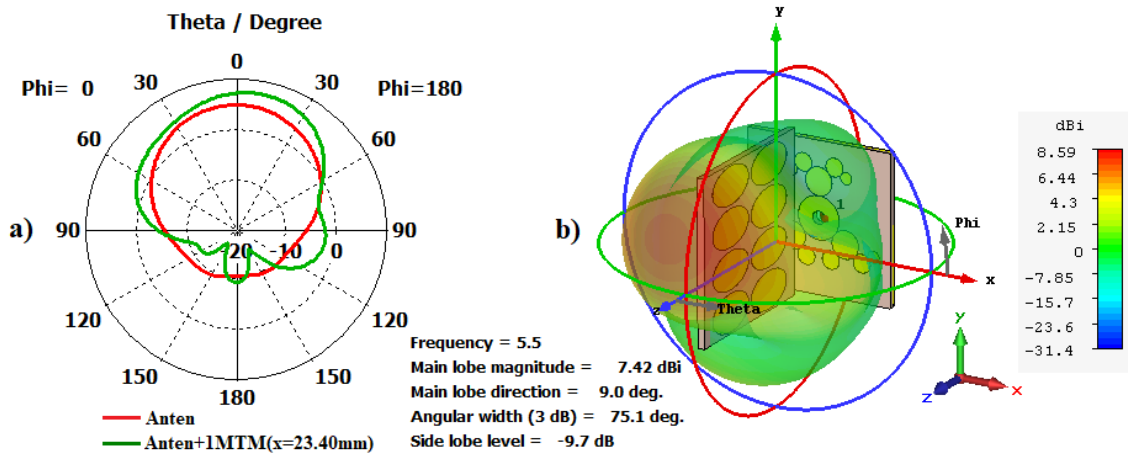 Theta / Degree
0
30
30
Phi= 0
Phi=180
60
60
a)
90
90
-20
-10
0
120
120
150
150
180
Anten
Anten+1MTM(x=23.40mm)
Frequency = 5.5
Main lobe magnitude = 7.42 dBi
Main lobe direction = 9.0 deg.
Angular width (3 dB) = 75.1 deg.
Side lobe level = -9.7 dB
b)
y
1
Phi
x
z
Theta
y
x
z
dBi
8.59
6.44
4.3
2.15
0
-7.85
-15.7
-23.6
-31.4